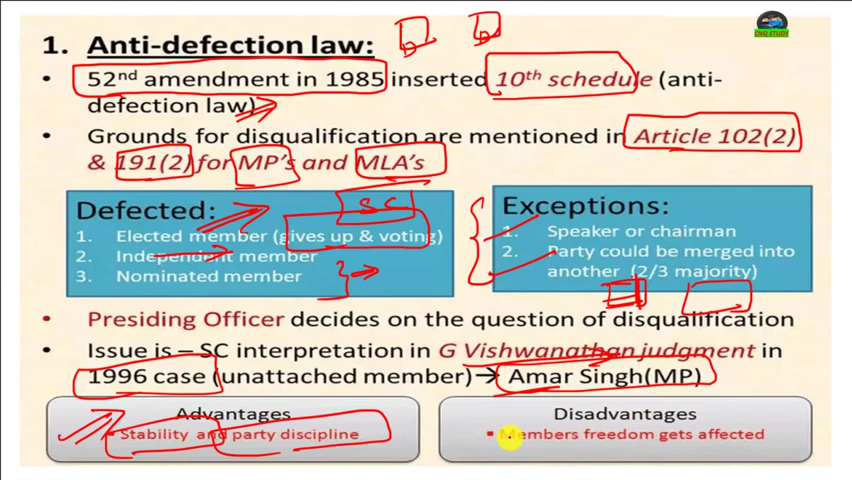 CNQ STUDY
1. Anti-defection law:
• 52nd amendment in 1985 inserted 10th schedule (anti-
defection law)
• Grounds for disqualification are mentioned in Article 102(2)
& 191(2) for MP's and MLA's
SC
Defected:
1. Elected member (gives up & voting)
2. Independent member
3. Nominated member
Exceptions:
1. Speaker or chairman
2. Party could be merged into
another (2/3 majority)
• Presiding Officer decides on the question of disqualification
• Issue is – SC interpretation in G Vishwanathan judgment in
1996 case (unattached member)→ Amar Singh(MP)
Advantages
▪ Stability and party discipline
Disadvantages
▪ Members freedom gets affected